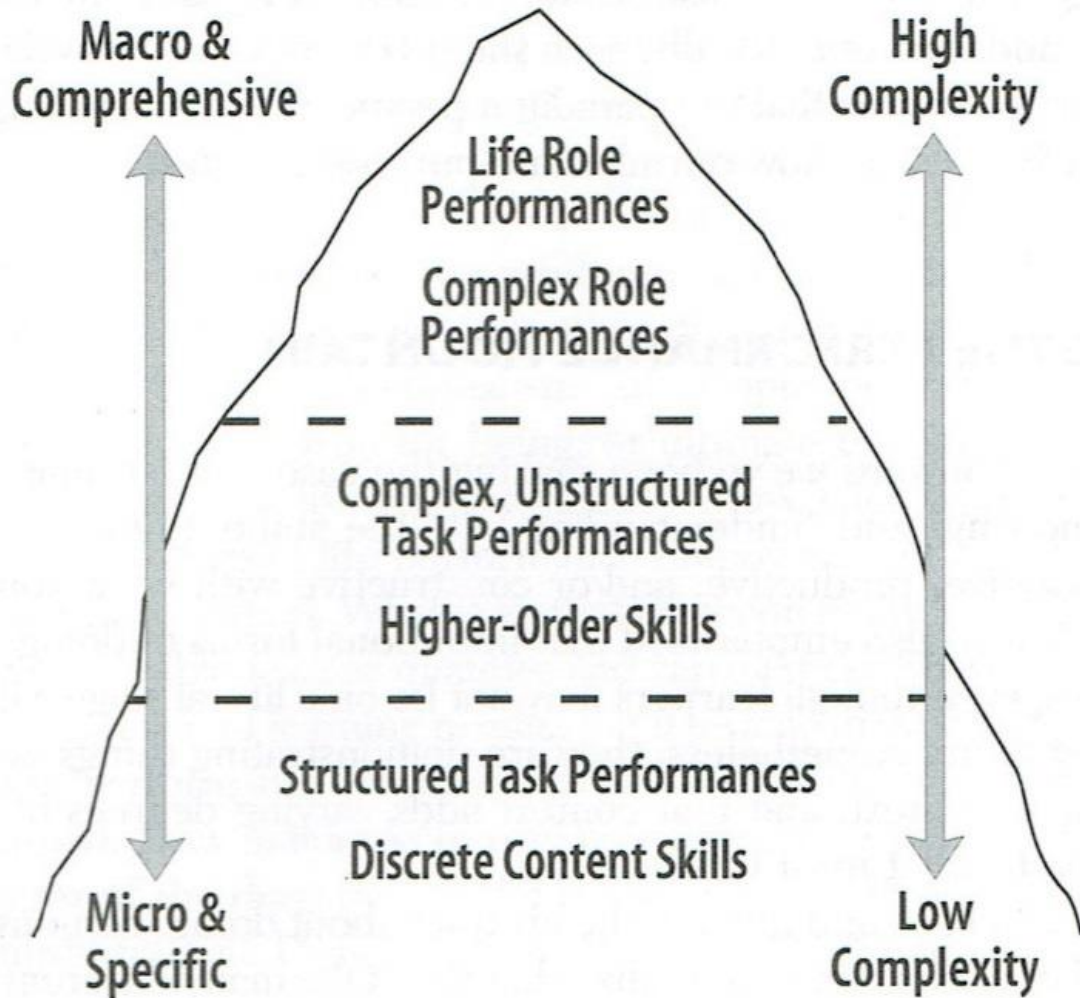 Macro &
Comprehensive
High
Complexity
Life Role
Performances
Complex Role
Performances
Complex, Unstructured
Task Performances
Higher-Order Skills
Structured Task Performances
Discrete Content Skills
Micro &
Specific
Low
Complexity